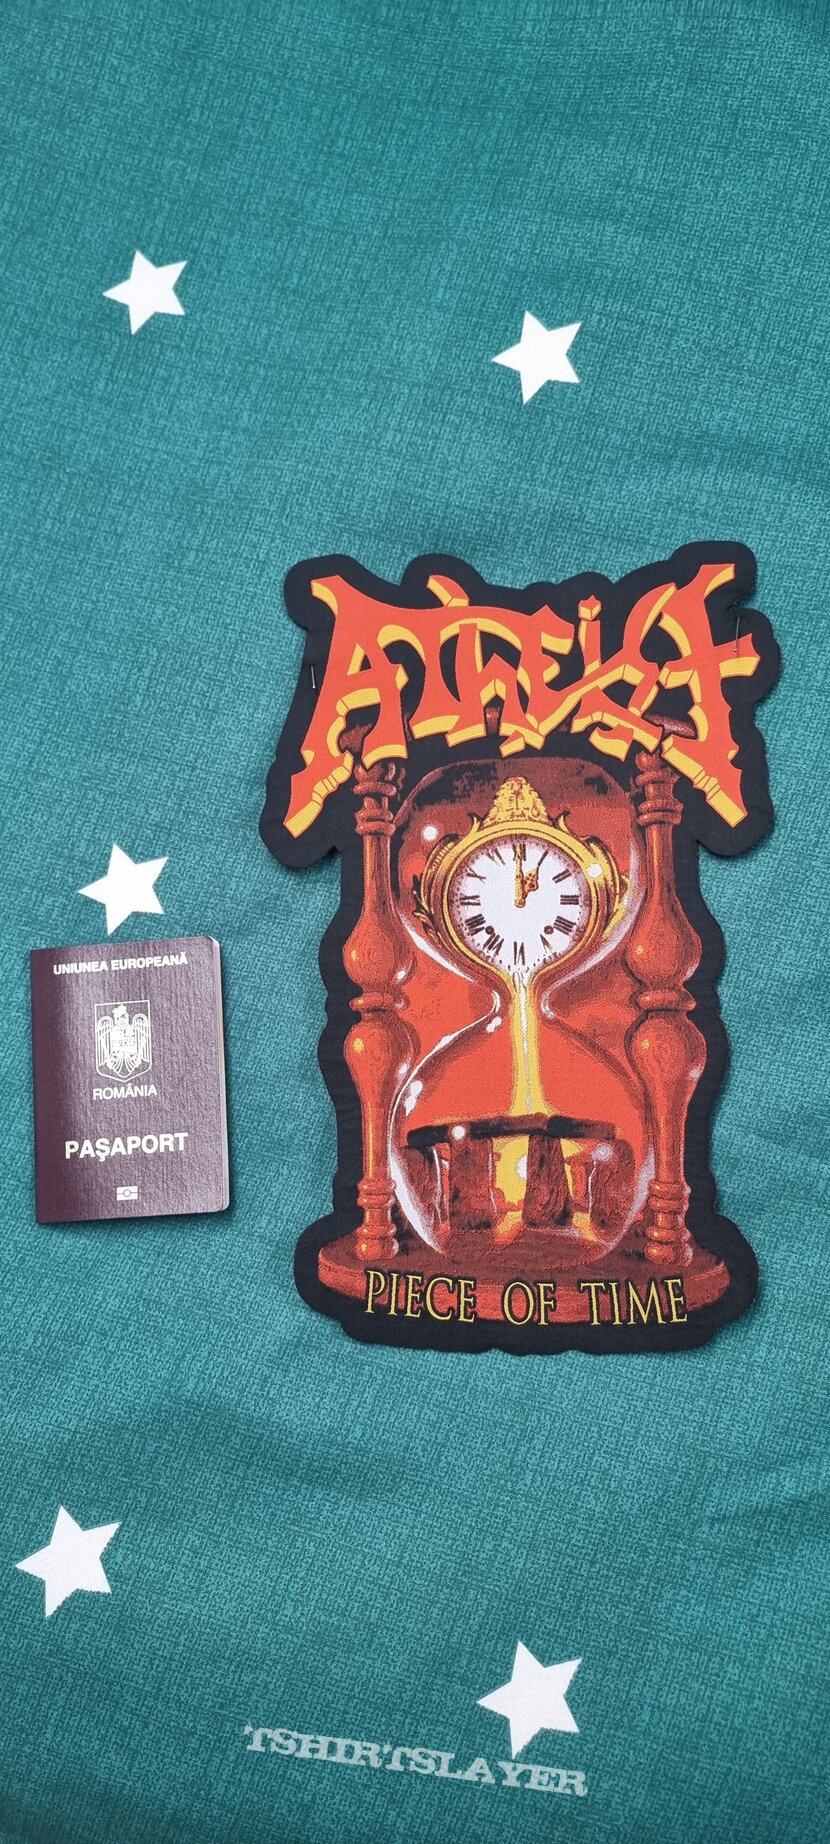 ATHEIST
UNIUNEA EUROPEANĂ
ROMÂNIA
PAŞAPORT
PIECE OF TIME
TSHIRTSLAYER